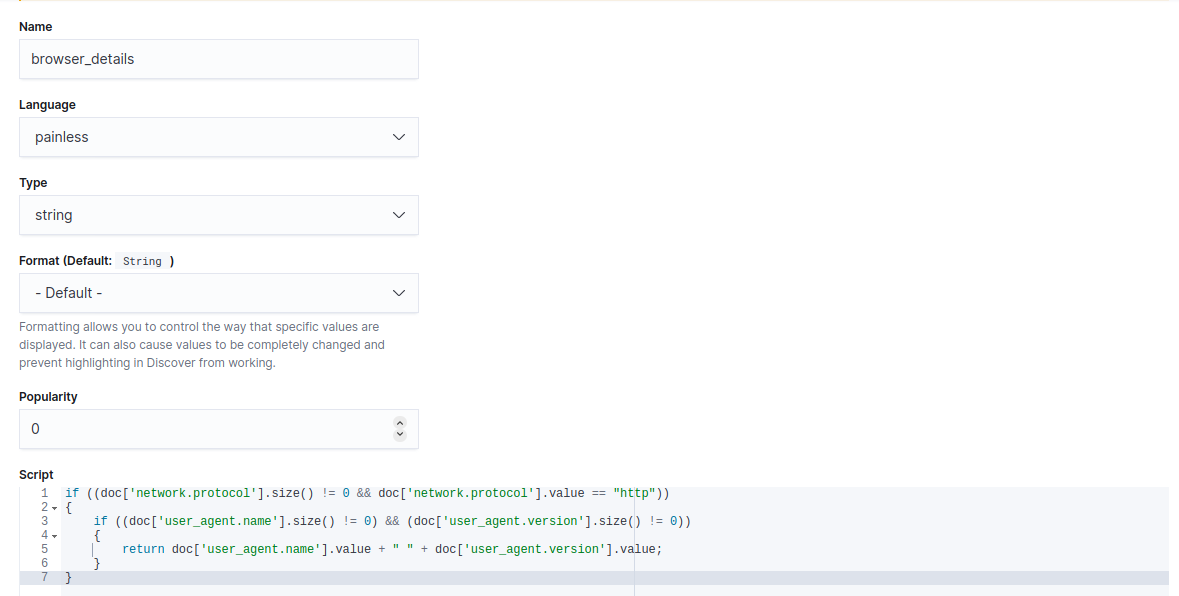 Name
browser_details
Language
painless
Type
string
Format (Default: String )
- Default -
Formatting allows you to control the way that specific values are
displayed. It can also cause values to be completely changed and
prevent highlighting in Discover from working.
Popularity
0
Script
1 if ((doc['network.protocol'].size() != 0 && doc['network.protocol'].value == "http"))
2 {
3     if ((doc['user_agent.name'].size() != 0) && (doc['user_agent.version'].size() != 0))
4     {
5         return doc['user_agent.name'].value + " " + doc['user_agent.version'].value;
6     }
7 }